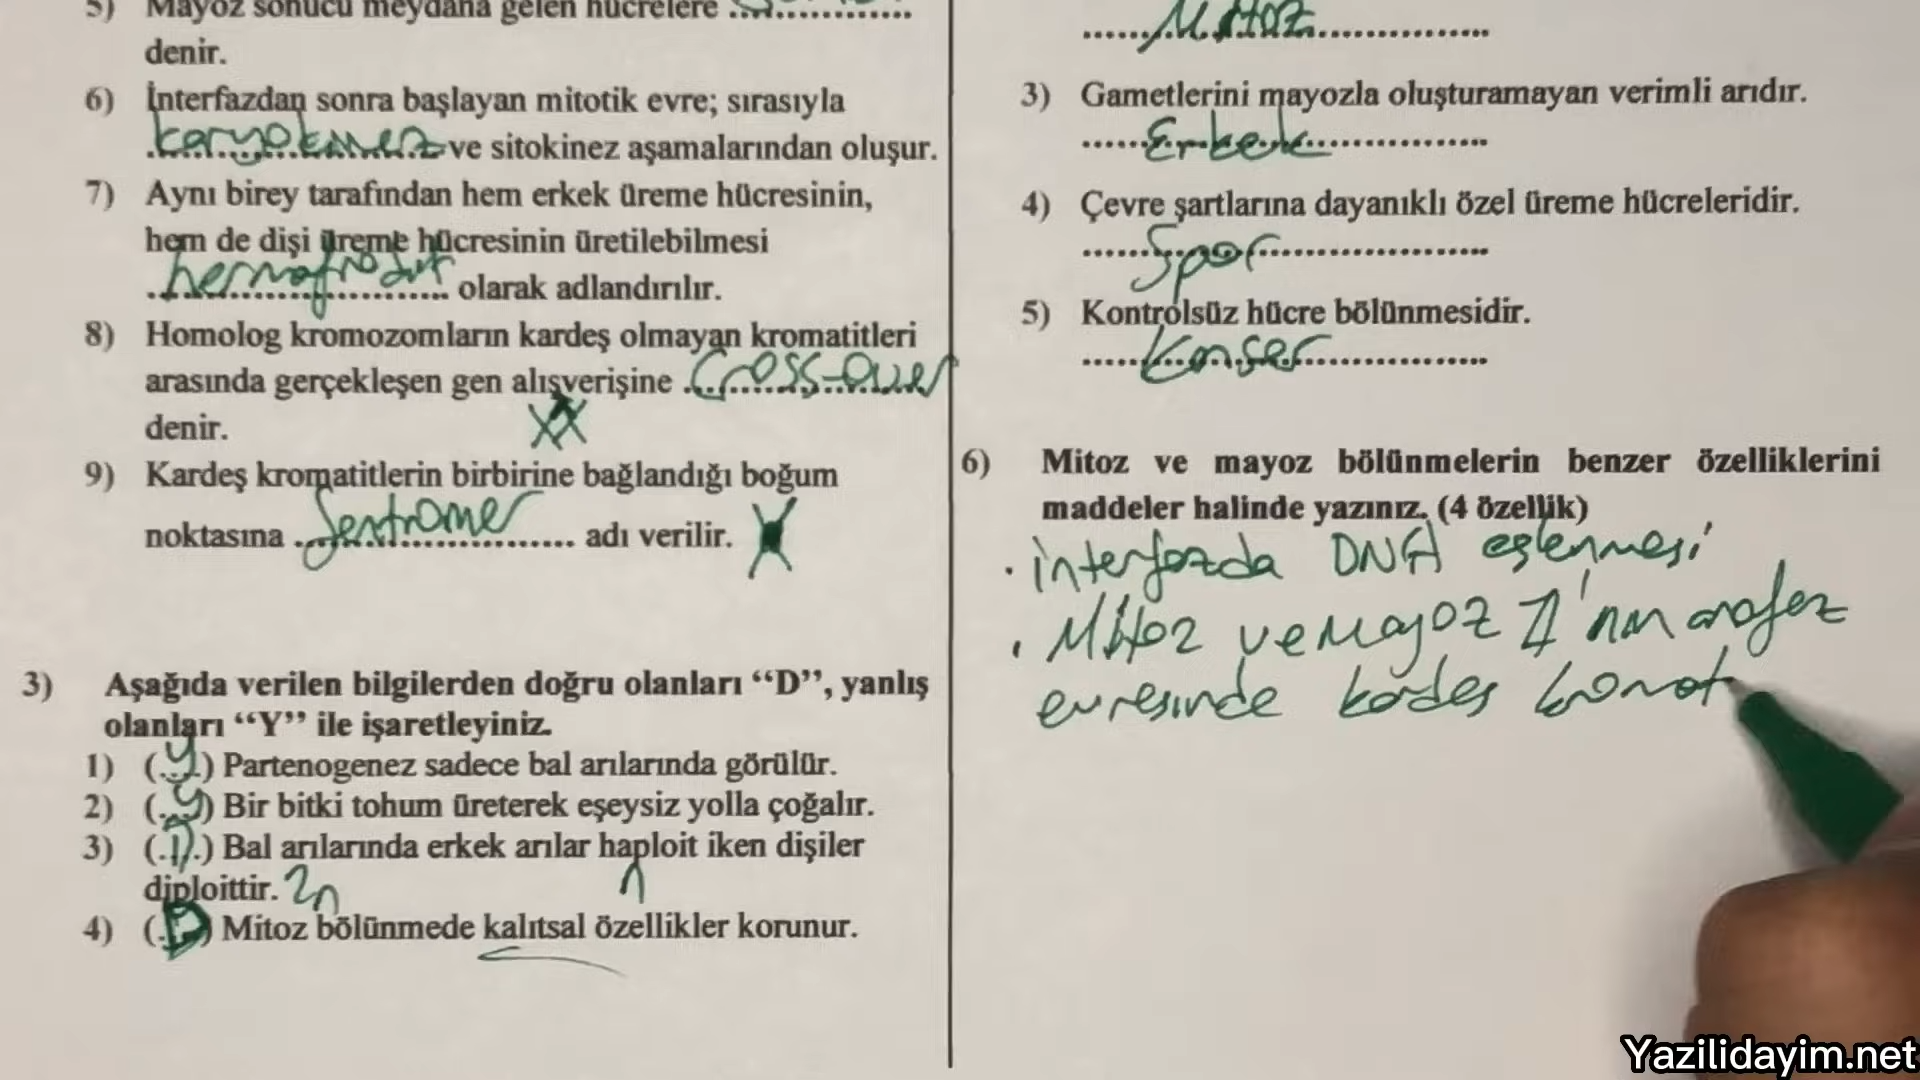 5) Mayoz sonucu meydana gelen hücrelere
denir.
6) İnterfazdan sonra başlayan mitotik evre; sırasıyla
karyokinez ve sitokinez aşamalarından oluşur.
7) Aynı birey tarafından hem erkek üreme hücresinin,
hem de dişi üreme hücresinin üretilebilmesi
hermafrodit olarak adlandırılır.
8) Homolog kromozomların kardeş olmayan kromatitleri
arasında gerçekleşen gen alışverişine Cross-over
denir.
9) Kardeş kromatitlerin birbirine bağlandığı boğum
noktasına Sentromer adı verilir.
3) Aşağıda verilen bilgilerden doğru olanları “D”, yanlış
olanları “Y” ile işaretleyiniz.
1) (Y) Partenogenez sadece bal arılarında görülür.
2) (Y) Bir bitki tohum üreterek eşeysiz yolla çoğalır.
3) (D) Bal arılarında erkek arılar haploit iken dişiler
diploittir. 2n n
4) (D) Mitoz bölünmede kalıtsal özellikler korunur.
Mitoz
3) Gametlerini mayozla oluşturamayan verimli arıdır.
Erkek
4) Çevre şartlarına dayanıklı özel üreme hücreleridir.
Spor
5) Kontrolsüz hücre bölünmesidir.
Kanser
6) Mitoz ve mayoz bölünmelerin benzer özelliklerini
maddeler halinde yazınız. (4 özellik)
. interfazda DNA eşlenmesi
. Mitoz ve Mayoz II'nin anafaz
evresinde kardeş kromat
Yazilidayim.net